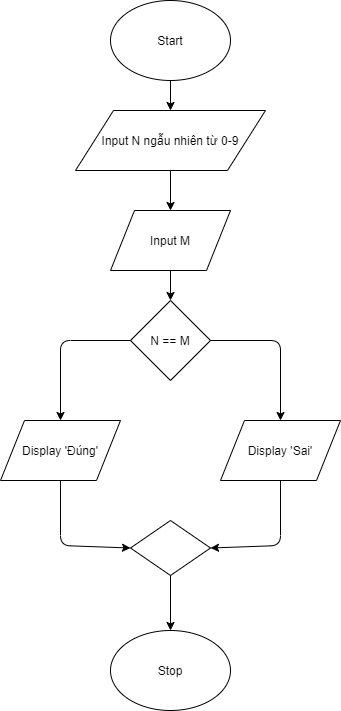 Start
Input N ngẫu nhiên từ 0-9
Input M
N == M
Display 'Đúng'
Display 'Sai'
Stop